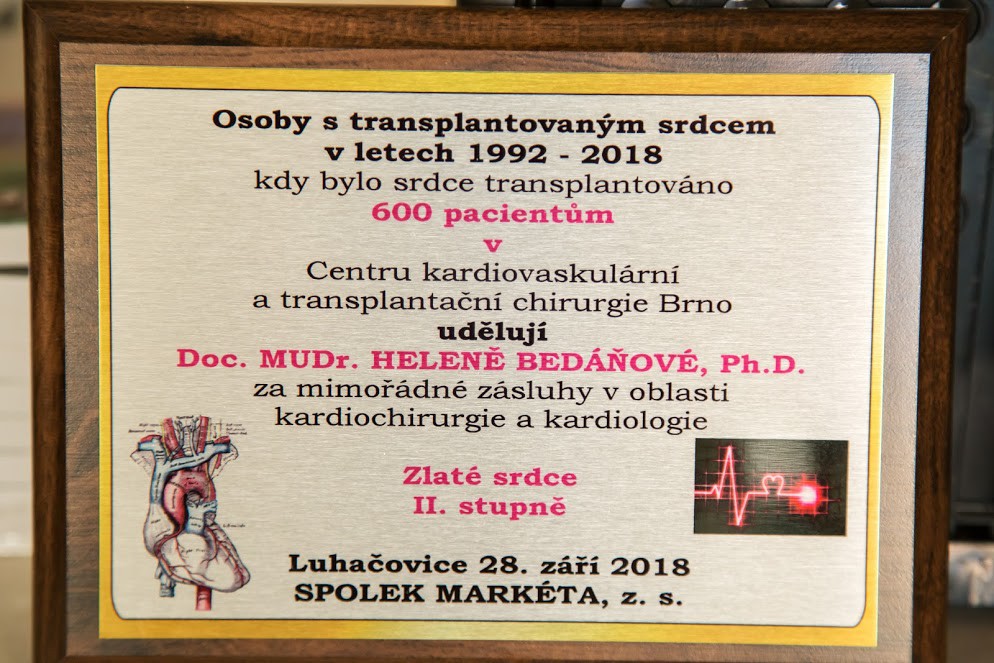 Osoby s transplantovaným srdcem
v letech 1992 - 2018
kdy bylo srdce transplantováno
600 pacientům
v
Centru kardiovaskulární
a transplantační chirurgie Brno
udělují
Doc. MUDr. HELENĚ BEDÁŇOVÉ, Ph.D.
za mimořádné zásluhy v oblasti
kardiochirurgie a kardiologie
Zlaté srdce
II. stupně
Luhačovice 28. září 2018
SPOLEK MARKÉTA, z. s.